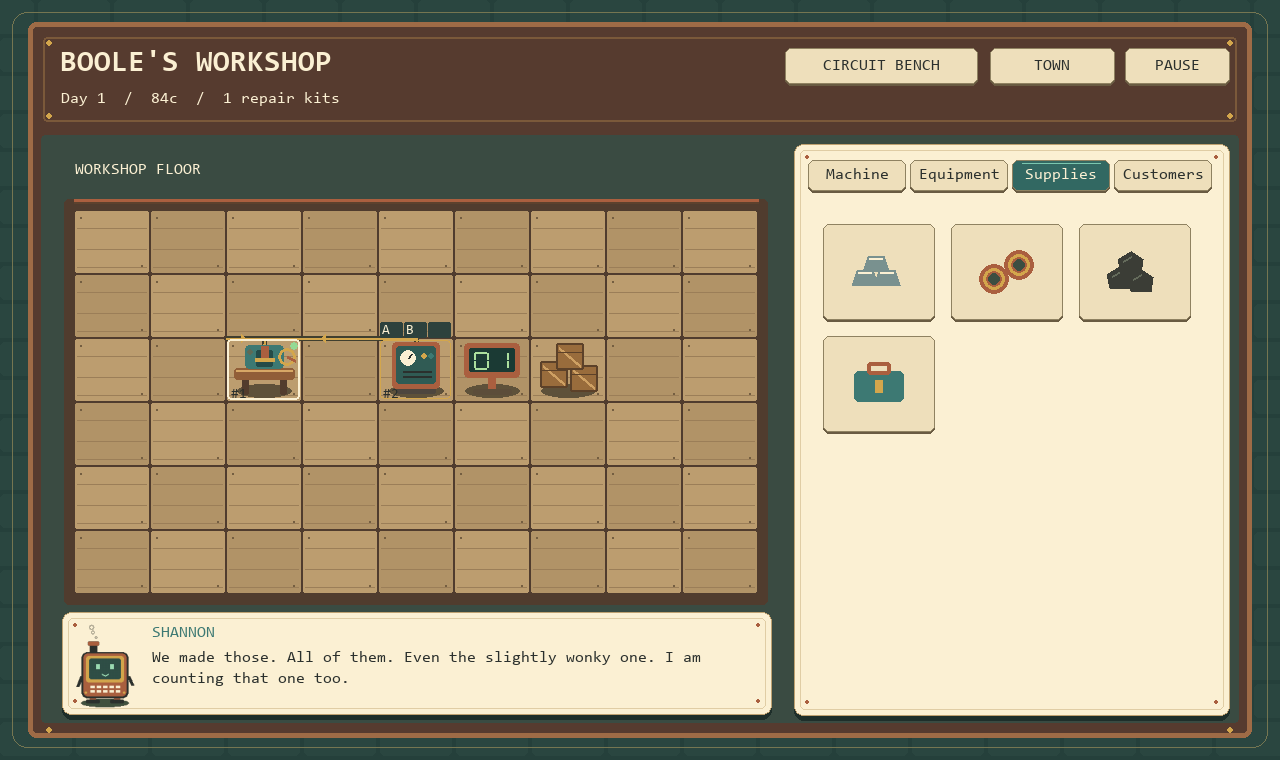 BOOLE'S WORKSHOP
CIRCUIT BENCH
TOWN
PAUSE
Day 1 / 84c / 1 repair kits
WORKSHOP FLOOR
Machine
Equipment
Supplies
Customers
A B
01
#1
#2
SHANNON
We made those. All of them. Even the slightly wonky one. I am
counting that one too.